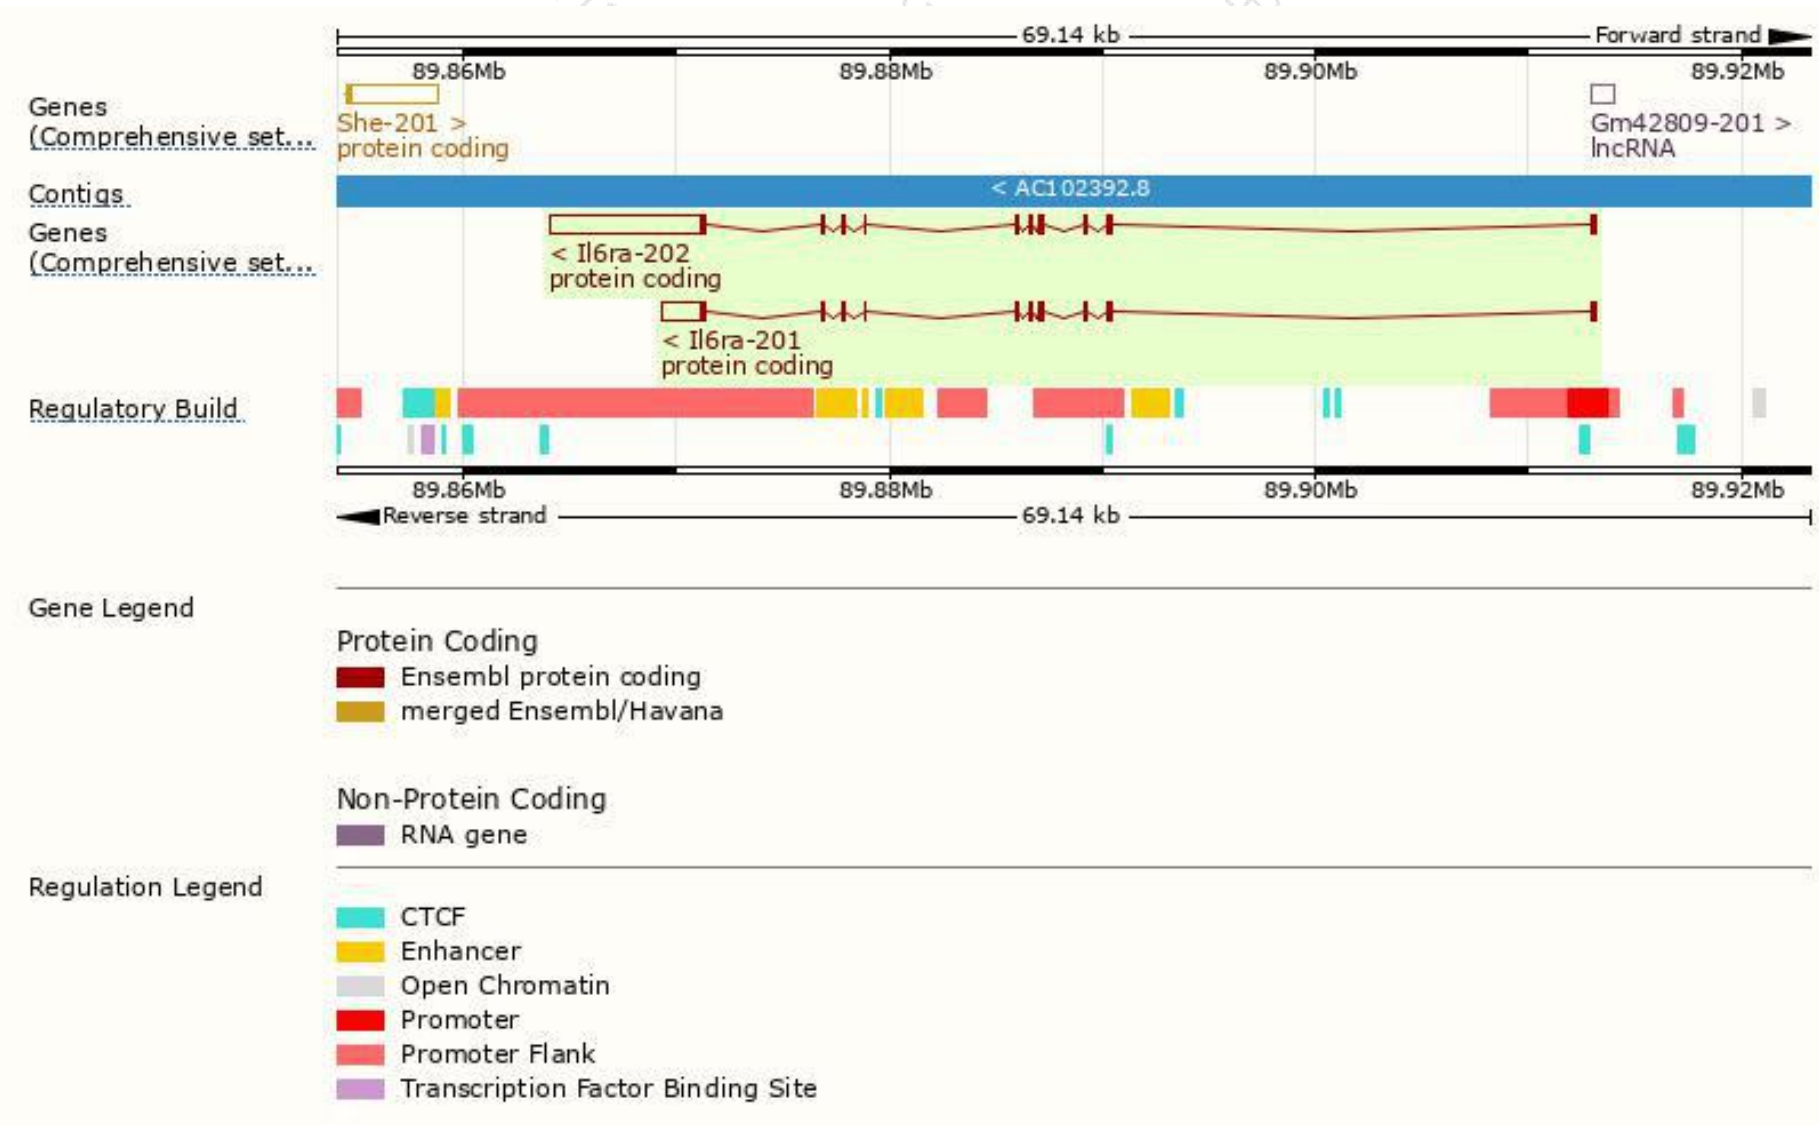 69.14 kb
Forward strand
89.86Mb 89.88Mb 89.90Mb 89.92Mb
Genes
(Comprehensive set...
She-201 >
protein coding
Gm42809-201 >
lncRNA
Contigs
< AC102392.8
Genes
(Comprehensive set...
< Il6ra-202
protein coding
< Il6ra-201
protein coding
Regulatory Build
89.86Mb 89.88Mb 89.90Mb 89.92Mb
Reverse strand
69.14 kb
Gene Legend
Protein Coding
Ensembl protein coding
merged Ensembl/Havana
Non-Protein Coding
RNA gene
Regulation Legend
CTCF
Enhancer
Open Chromatin
Promoter
Promoter Flank
Transcription Factor Binding Site